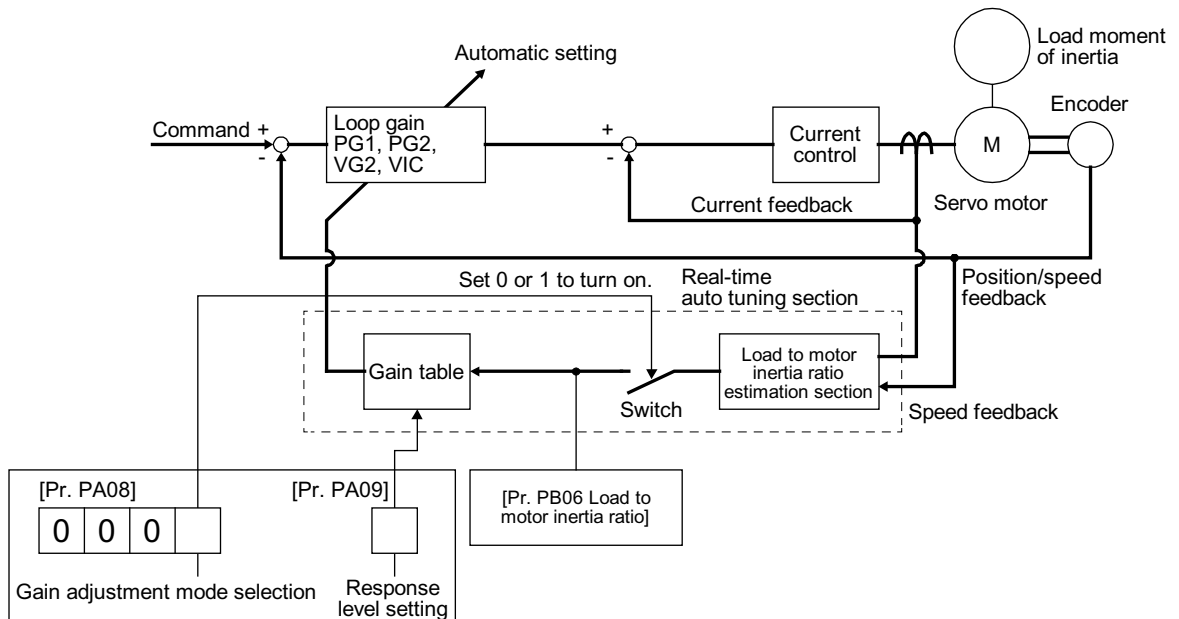 Load moment
of inertia
Automatic setting
Encoder
Command
+
-
Loop gain
PG1, PG2,
VG2, VIC
+
-
Current
control
M
Current feedback
Servo motor
Set 0 or 1 to turn on.
Real-time
auto tuning section
Position/speed
feedback
Gain table
Switch
Load to motor
inertia ratio
estimation section
Speed feedback
[Pr. PA08]
[Pr. PA09]
0 0 0
Gain adjustment mode selection
Response
level setting
[Pr. PB06 Load to
motor inertia ratio]